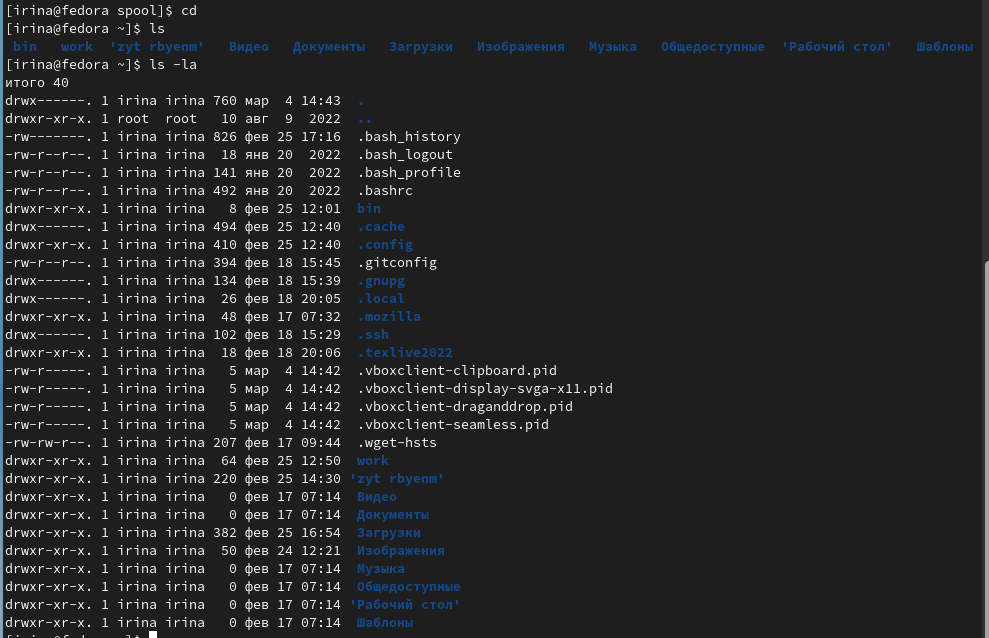 [irina@fedora spool]$ cd
[irina@fedora ~]$ ls
bin work 'zyt rbyenm' Видео Документы Загрузки Изображения Музыка Общедоступные 'Рабочий стол' Шаблоны
[irina@fedora ~]$ ls -la
итого 40
drwx------. 1 irina irina 760 мар 4 14:43 .
drwxr-xr-x. 1 root root 10 авг 9 2022 ..
-rw-------. 1 irina irina 826 фев 25 17:16 .bash_history
-rw-r--r--. 1 irina irina 18 янв 20 2022 .bash_logout
-rw-r--r--. 1 irina irina 141 янв 20 2022 .bash_profile
-rw-r--r--. 1 irina irina 492 янв 20 2022 .bashrc
drwxr-xr-x. 1 irina irina 8 фев 25 12:01 bin
drwx------. 1 irina irina 494 фев 25 12:40 .cache
drwxr-xr-x. 1 irina irina 410 фев 25 12:40 .config
-rw-r--r--. 1 irina irina 394 фев 18 15:45 .gitconfig
drwx------. 1 irina irina 134 фев 18 15:39 .gnupg
drwx------. 1 irina irina 26 фев 18 20:05 .local
drwxr-xr-x. 1 irina irina 48 фев 17 07:32 .mozilla
drwx------. 1 irina irina 102 фев 18 15:29 .ssh
drwxr-xr-x. 1 irina irina 18 фев 18 20:06 .texlive2022
-rw-r-----. 1 irina irina 5 мар 4 14:42 .vboxclient-clipboard.pid
-rw-r-----. 1 irina irina 5 мар 4 14:42 .vboxclient-display-svga-x11.pid
-rw-r-----. 1 irina irina 5 мар 4 14:42 .vboxclient-draganddrop.pid
-rw-r-----. 1 irina irina 5 мар 4 14:42 .vboxclient-seamless.pid
-rw-rw-r--. 1 irina irina 207 фев 17 09:44 .wget-hsts
drwxr-xr-x. 1 irina irina 64 фев 25 12:50 work
drwxr-xr-x. 1 irina irina 220 фев 25 14:30 'zyt rbyenm'
drwxr-xr-x. 1 irina irina 0 фев 17 07:14 Видео
drwxr-xr-x. 1 irina irina 0 фев 17 07:14 Документы
drwxr-xr-x. 1 irina irina 382 фев 25 16:54 Загрузки
drwxr-xr-x. 1 irina irina 50 фев 24 12:21 Изображения
drwxr-xr-x. 1 irina irina 0 фев 17 07:14 Музыка
drwxr-xr-x. 1 irina irina 0 фев 17 07:14 Общедоступные
drwxr-xr-x. 1 irina irina 0 фев 17 07:14 'Рабочий стол'
drwxr-xr-x. 1 irina irina 0 фев 17 07:14 Шаблоны